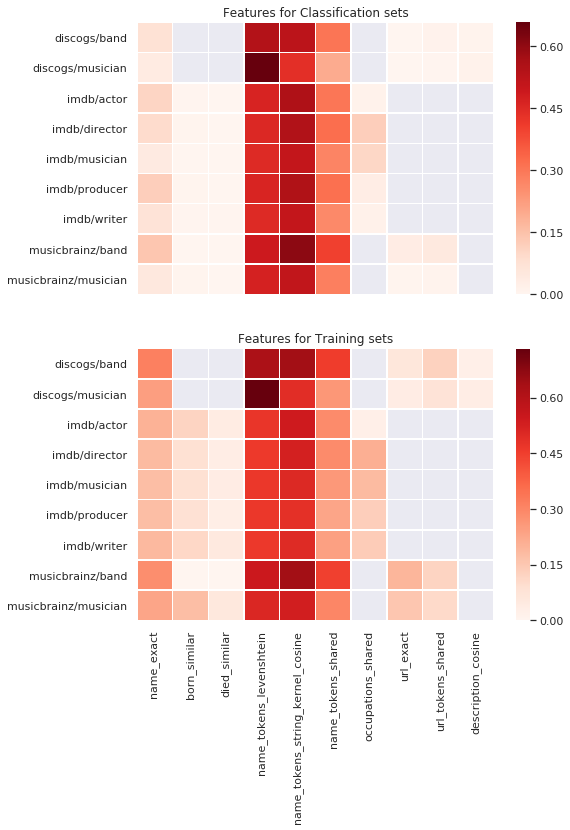 Features for Classification sets
discogs/band
discogs/musician
imdb/actor
imdb/director
imdb/musician
imdb/producer
imdb/writer
musicbrainz/band
musicbrainz/musician
0.60
0.45
0.30
0.15
0.00
Features for Training sets
discogs/band
discogs/musician
imdb/actor
imdb/director
imdb/musician
imdb/producer
imdb/writer
musicbrainz/band
musicbrainz/musician
0.60
0.45
0.30
0.15
0.00
name_exact
born_similar
died_similar
name_tokens_levenshtein
name_tokens_string_kernel_cosine
name_tokens_shared
occupations_shared
url_exact
url_tokens_shared
description_cosine